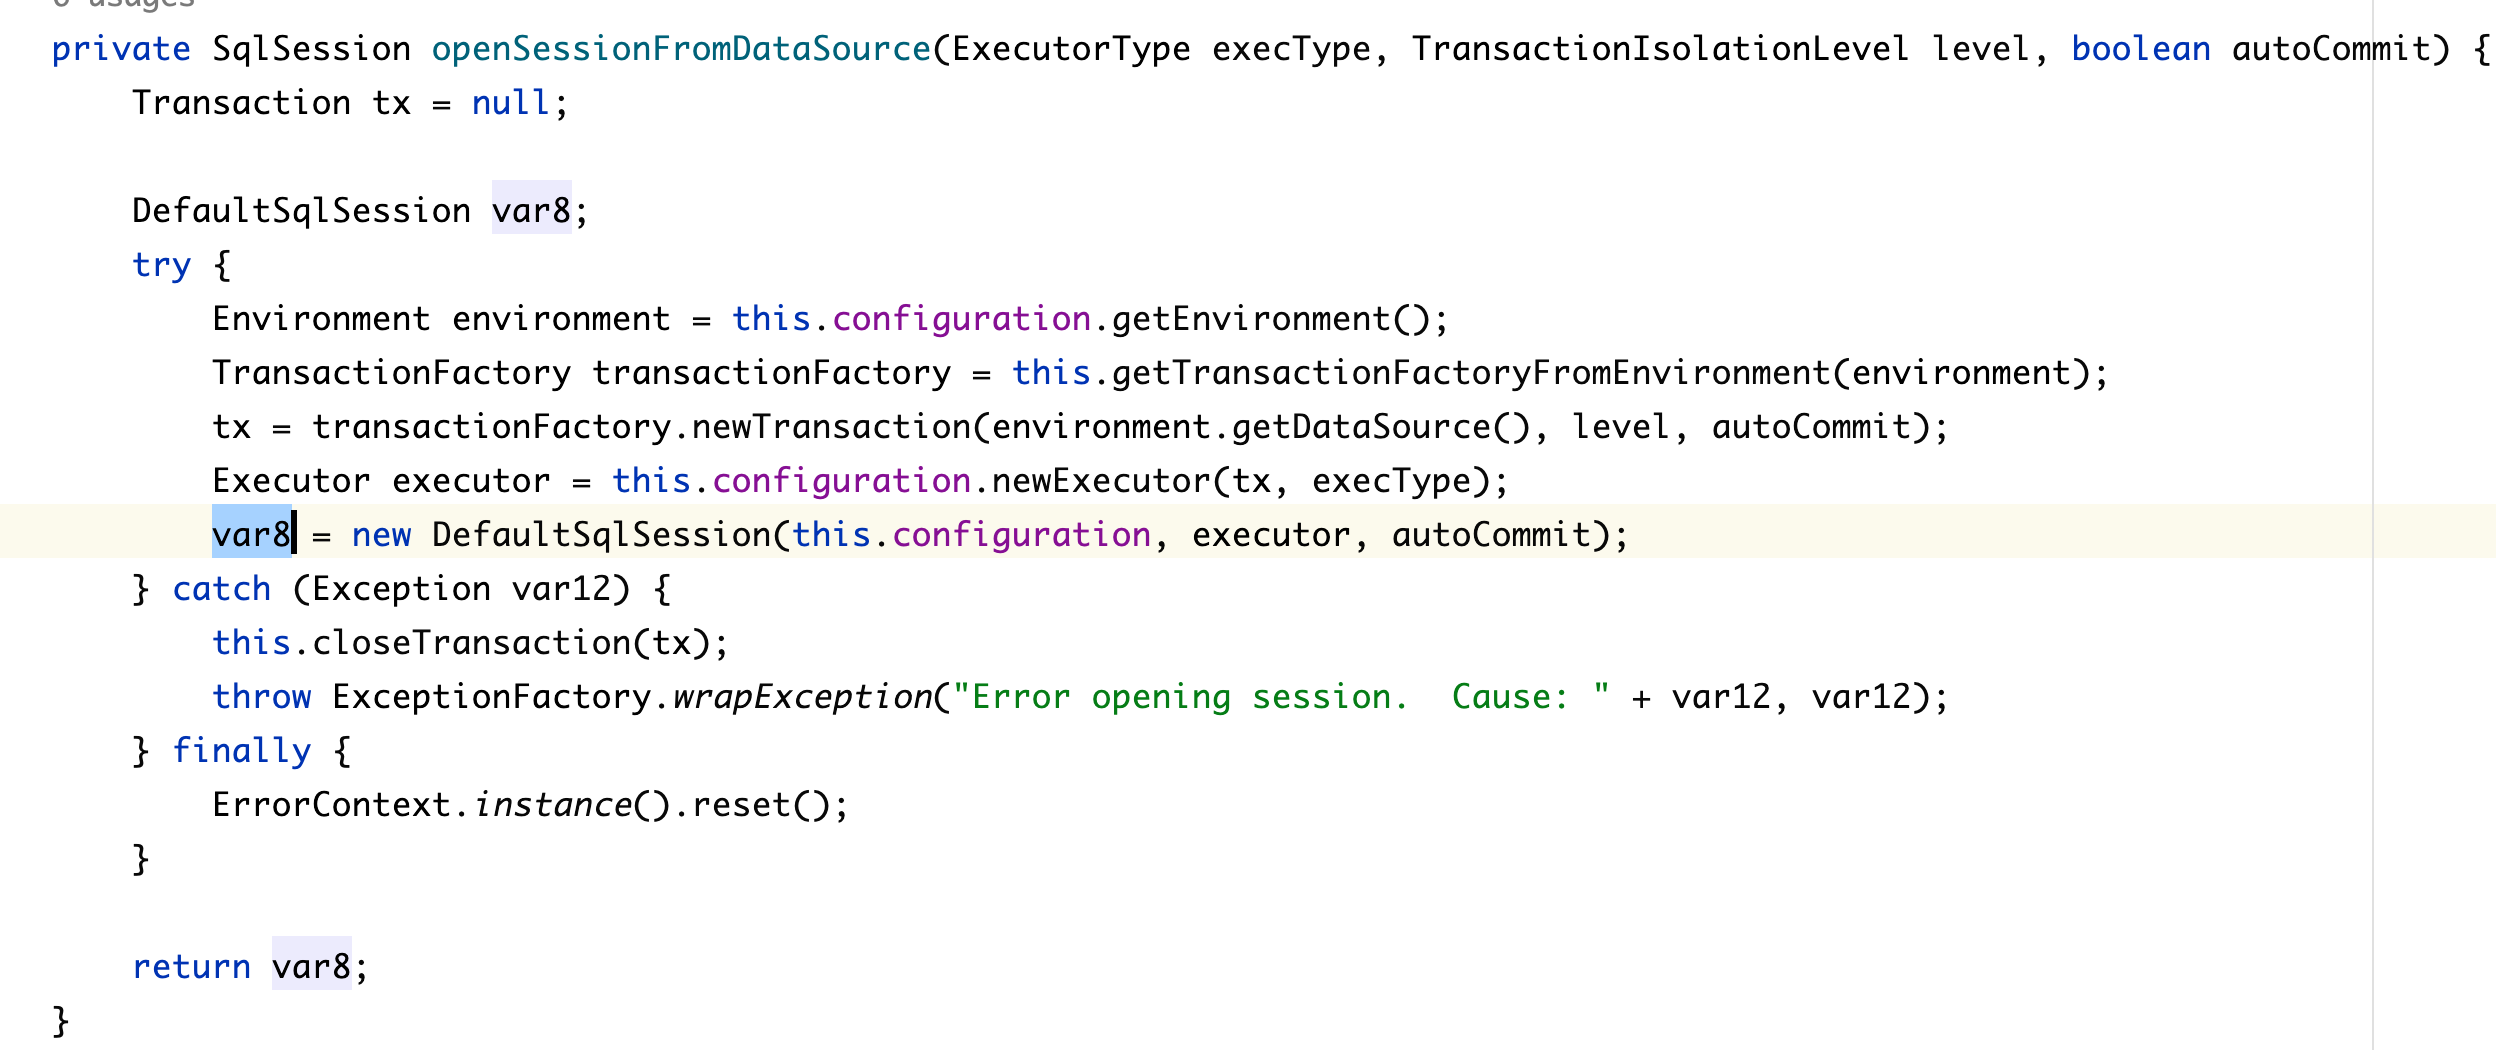 usages
private SqlSession openSessionFromDataSource(ExecutorType execType, TransactionIsolationLevel level, boolean autoCommit) {
    Transaction tx = null;

    DefaultSqlSession var8;
    try {
        Environment environment = this.configuration.getEnvironment();
        TransactionFactory transactionFactory = this.getTransactionFactoryFromEnvironment(environment);
        tx = transactionFactory.newTransaction(environment.getDataSource(), level, autoCommit);
        Executor executor = this.configuration.newExecutor(tx, execType);
        var8 = new DefaultSqlSession(this.configuration, executor, autoCommit);
    } catch (Exception var12) {
        this.closeTransaction(tx);
        throw ExceptionFactory.wrapException("Error opening session.  Cause: " + var12, var12);
    } finally {
        ErrorContext.instance().reset();
    }

    return var8;
}